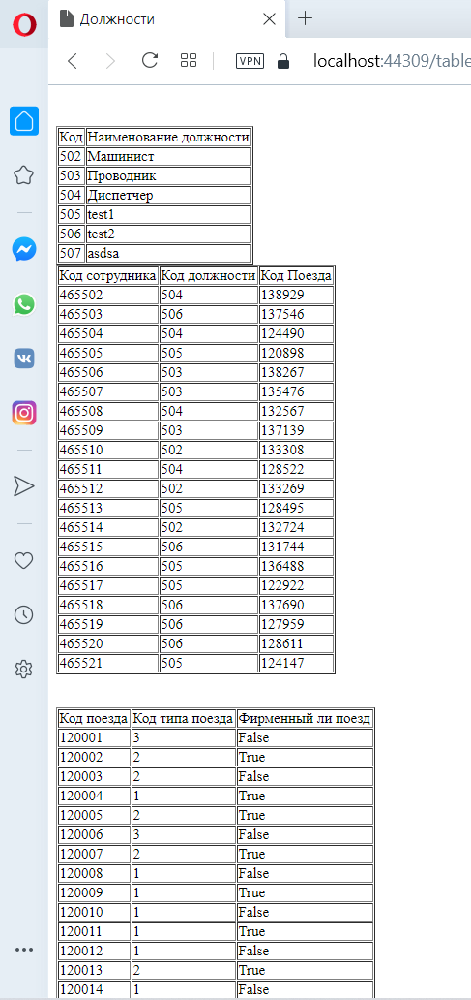 Должности
VPN localhost:44309/table
Код Наименование должности
502 Машинист
503 Проводник
504 Диспетчер
505 test1
506 test2
507 asdsa
Код сотрудника Код должности Код Поезда
465502 504 138929
465503 506 137546
465504 504 124490
465505 505 120898
465506 503 138267
465507 503 135476
465508 504 132567
465509 503 137139
465510 502 133308
465511 504 128522
465512 502 133269
465513 505 128495
465514 502 132724
465515 506 131744
465516 505 136488
465517 505 122922
465518 506 137690
465519 506 127959
465520 506 128611
465521 505 124147
Код поезда Код типа поезда Фирменный ли поезд
120001 3 False
120002 2 True
120003 2 False
120004 1 True
120005 2 True
120006 3 False
120007 2 True
120008 1 False
120009 1 True
120010 1 False
120011 1 True
120012 1 False
120013 2 True
120014 1 False